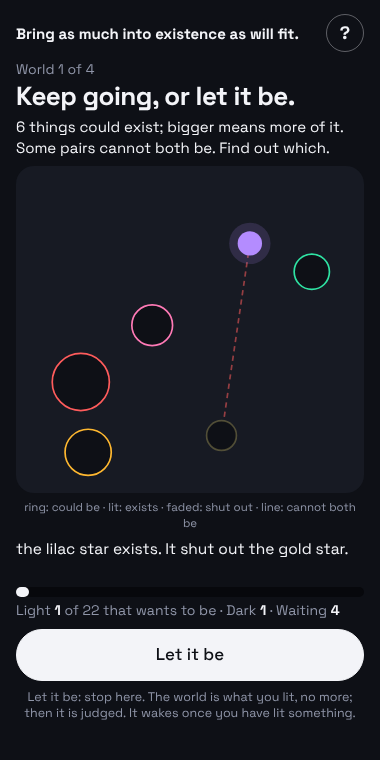 Bring as much into existence as will fit.
?
World 1 of 4
Keep going, or let it be.
6 things could exist; bigger means more of it.
Some pairs cannot both be. Find out which.
ring: could be · lit: exists · faded: shut out · line: cannot both
be
the lilac star exists. It shut out the gold star.
Light 1 of 22 that wants to be · Dark 1 · Waiting 4
Let it be
Let it be: stop here. The world is what you lit, no more;
then it is judged. It wakes once you have lit something.